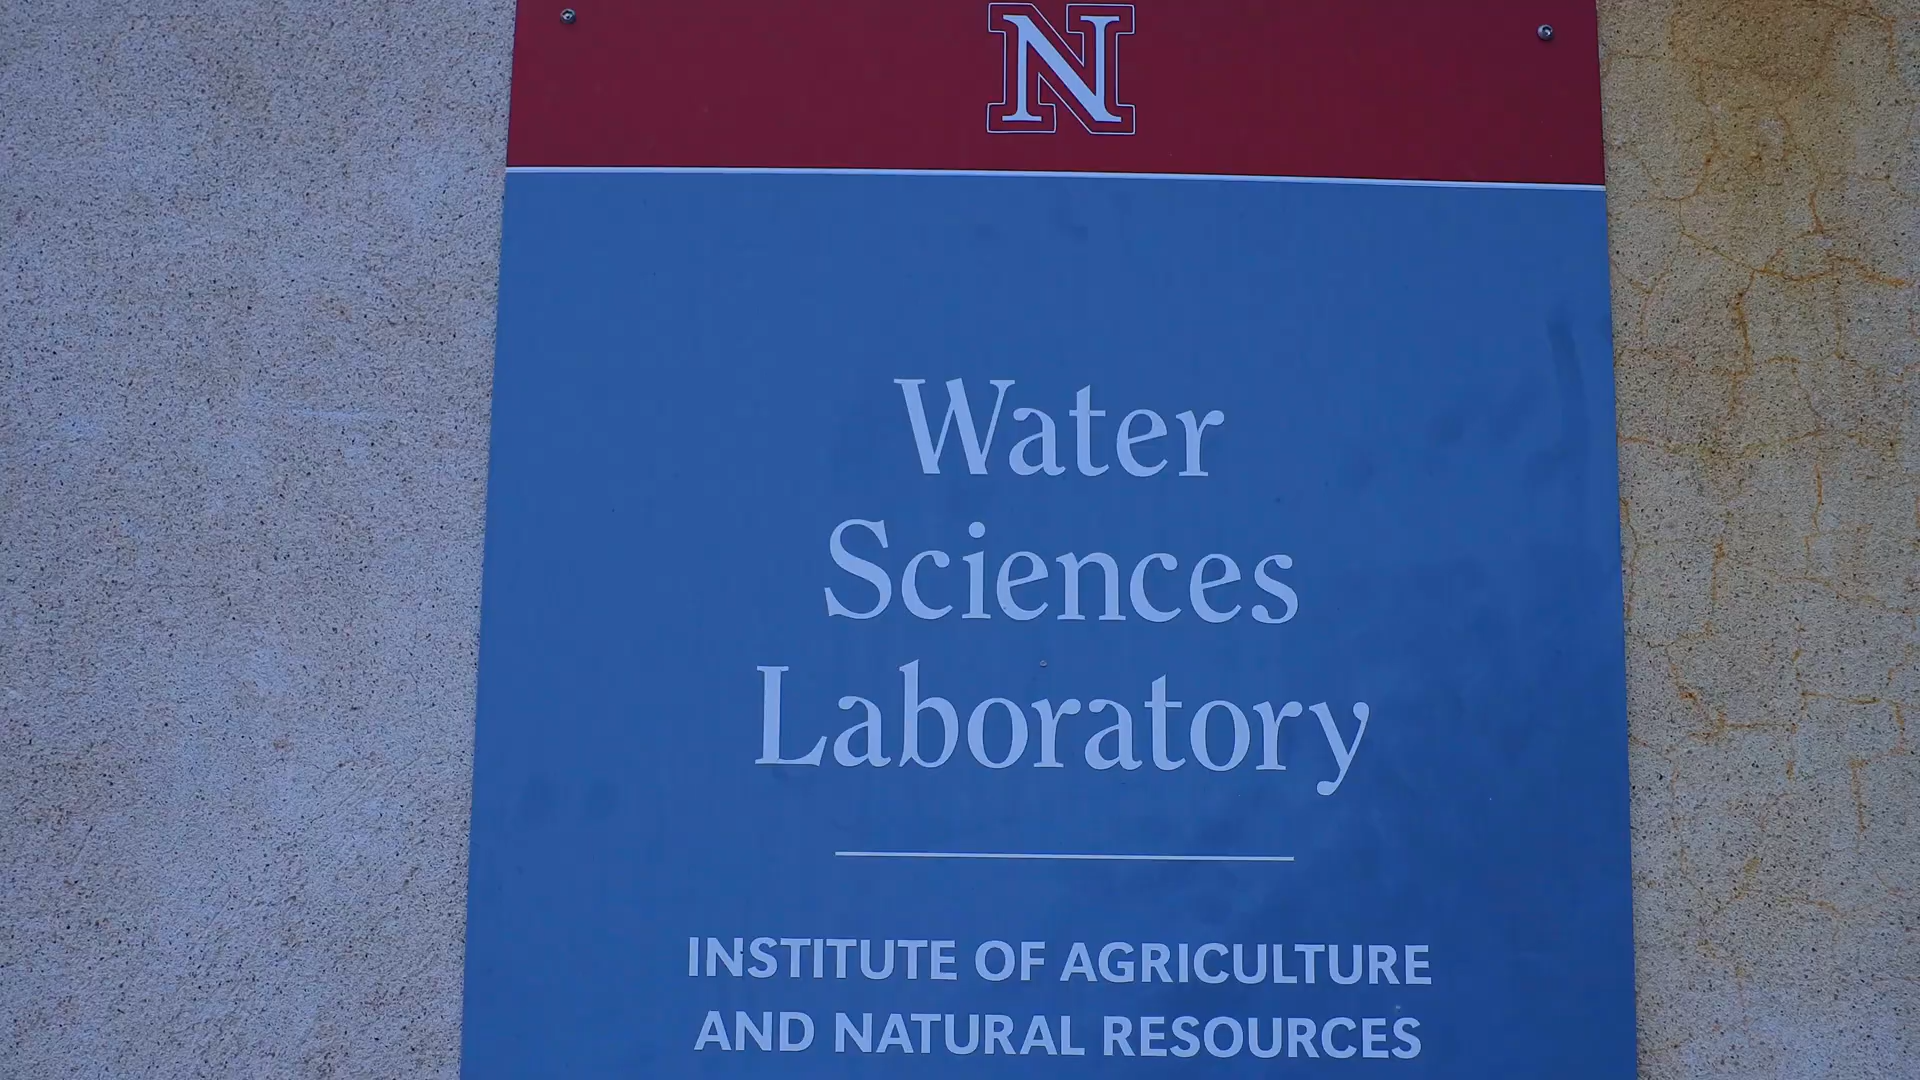 N
Water
Sciences
Laboratory
INSTITUTE OF AGRICULTURE
AND NATURAL RESOURCES